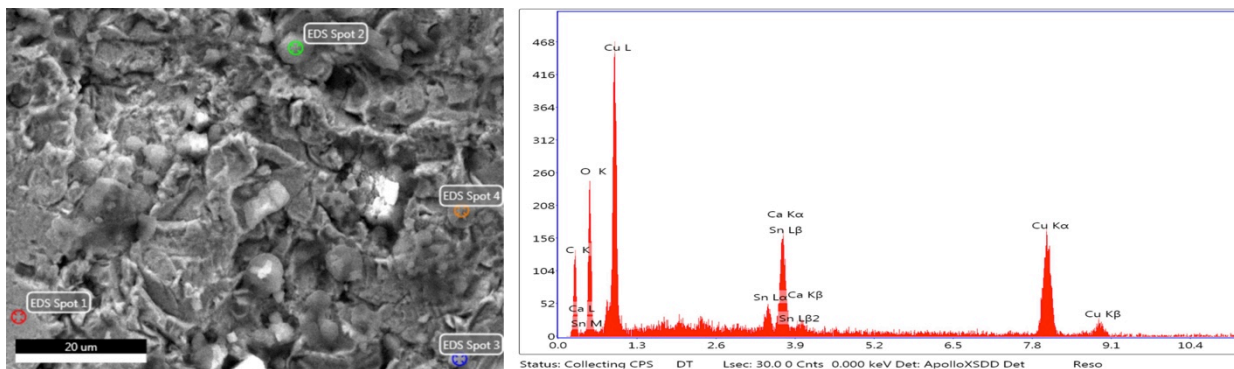 EDS Spot 2
EDS Spot 4
EDS Spot 1
EDS Spot 3
20 um
468
416
364
312
260
208
156
104
52
0
Cu L
O K
C K
Ca L
Sn M
Ca Kα
Sn Lβ
Sn Lα
Ca Kβ
Sn Lβ2
Cu Kα
Cu Kβ
0.0 1.3 2.6 3.9 5.2 6.5 7.8 9.1 10.4
Status: Collecting CPS DT Lsec: 30.0 0 Cnts 0.000 keV Det: ApolloXSDD Det Reso